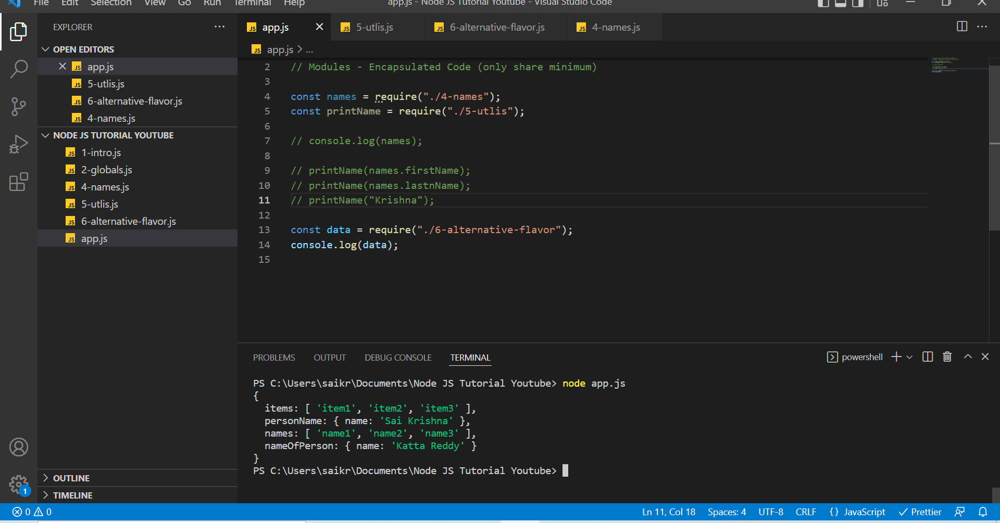 File Edit Selection View Go Run Terminal Help app.js - Node JS Tutorial Youtube - Visual Studio Code
EXPLORER
OPEN EDITORS
app.js
5-utlis.js
6-alternative-flavor.js
4-names.js
NODE JS TUTORIAL YOUTUBE
1-intro.js
2-globals.js
4-names.js
5-utlis.js
6-alternative-flavor.js
app.js
OUTLINE
TIMELINE
1
JS app.js JS 5-utlis.js JS 6-alternative-flavor.js JS 4-names.js
JS app.js > ...
2 // Modules - Encapsulated Code (only share minimum)
3
4 const names = require("./4-names");
5 const printName = require("./5-utlis");
6
7 // console.log(names);
8
9 // printName(names.firstName);
10 // printName(names.lastnName);
11 // printName("Krishna");
12
13 const data = require("./6-alternative-flavor");
14 console.log(data);
15
PROBLEMS OUTPUT DEBUG CONSOLE TERMINAL powershell
PS C:\Users\saikr\Documents\Node JS Tutorial Youtube> node app.js
{
  items: [ 'item1', 'item2', 'item3' ],
  personName: { name: 'Sai Krishna' },
  names: [ 'name1', 'name2', 'name3' ],
  nameOfPerson: { name: 'Katta Reddy' }
}
PS C:\Users\saikr\Documents\Node JS Tutorial Youtube>
0 0 Ln 11, Col 18 Spaces: 4 UTF-8 CRLF {} JavaScript Prettier